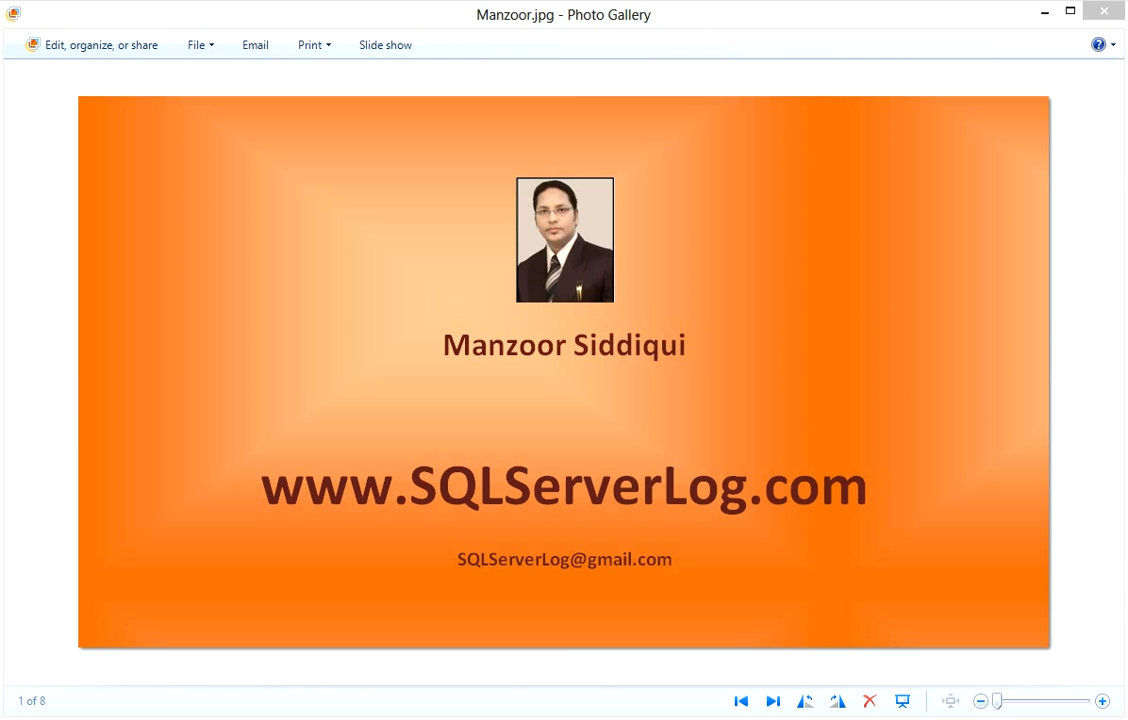 Manzoor.jpg - Photo Gallery
Edit, organize, or share File Email Print Slide show
Manzoor Siddiqui
www.SQLServerLog.com
SQLServerLog@gmail.com
1 of 8